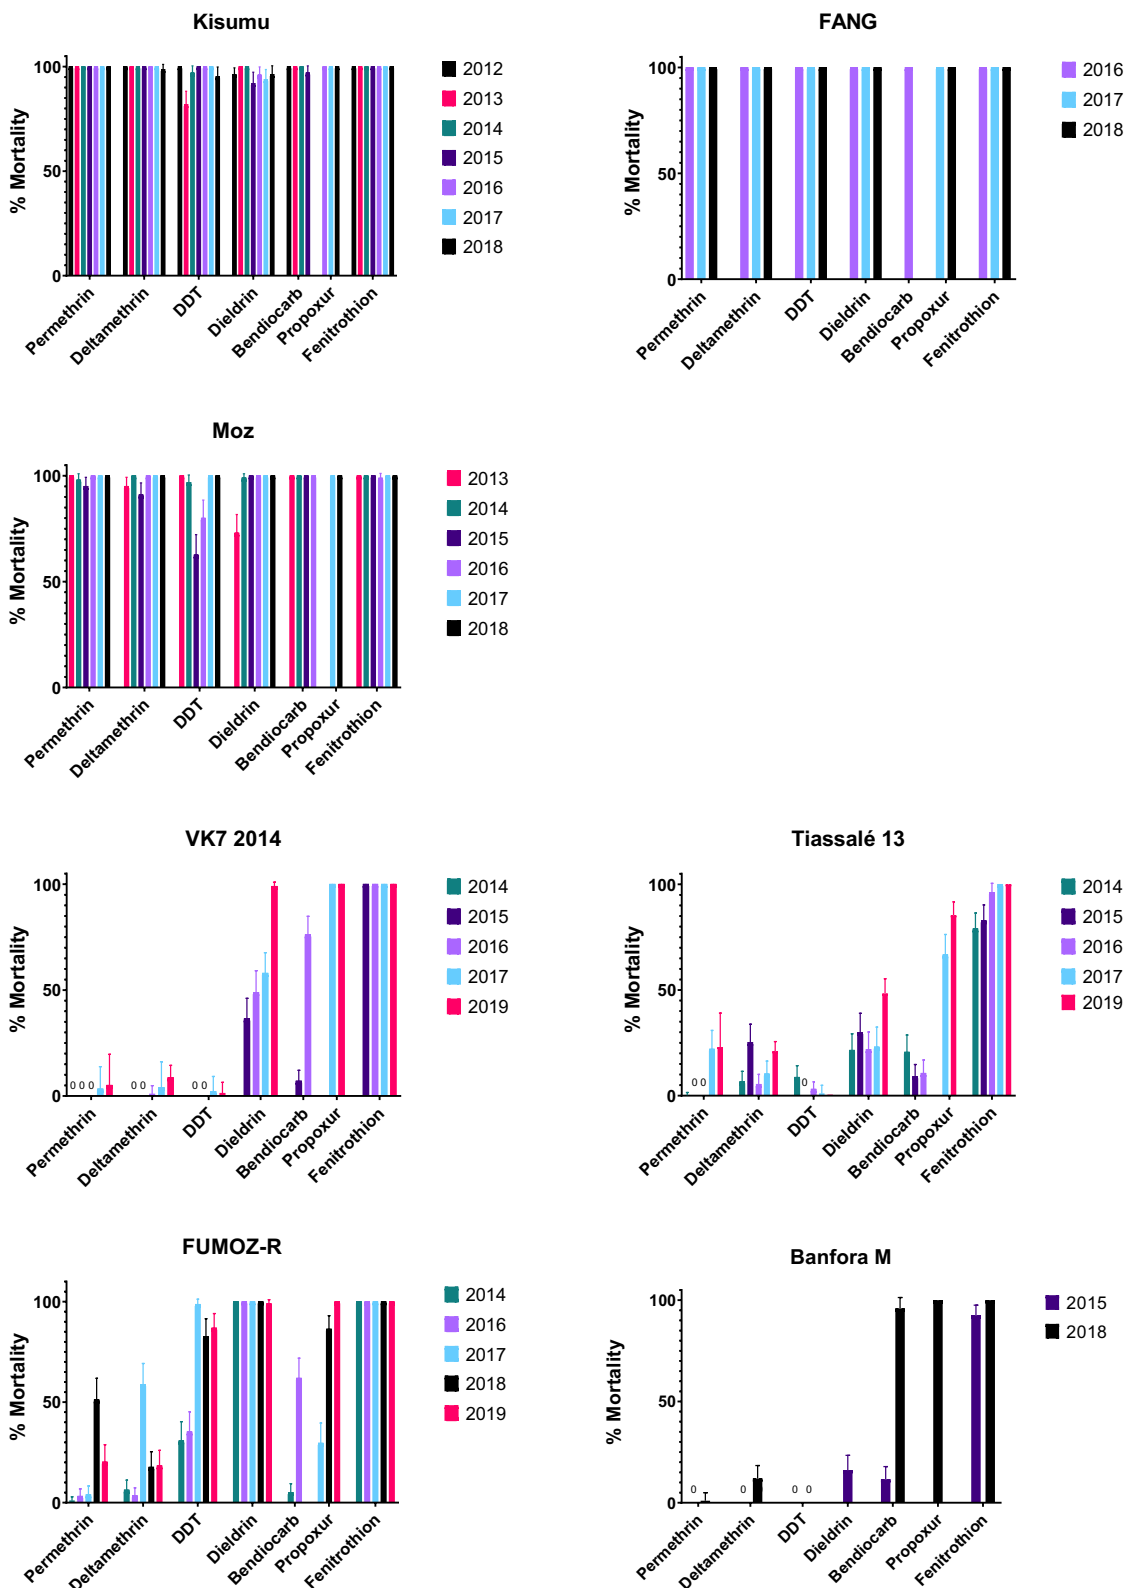 Kisumu
% Mortality
100
50
0
Permethrin
Deltamethrin
DDT
Dieldrin
Bendiocarb
Propoxur
Fenitrothion
2012
2013
2014
2015
2016
2017
2018
FANG
% Mortality
100
50
0
Permethrin
Deltamethrin
DDT
Dieldrin
Bendiocarb
Propoxur
Fenitrothion
2016
2017
2018
Moz
% Mortality
100
50
0
Permethrin
Deltamethrin
DDT
Dieldrin
Bendiocarb
Propoxur
Fenitrothion
2013
2014
2015
2016
2017
2018
VK7 2014
% Mortality
100
50
0
0 0 0
0 0
0 0
Permethrin
Deltamethrin
DDT
Dieldrin
Bendiocarb
Propoxur
Fenitrothion
2014
2015
2016
2017
2019
Tiassalé 13
% Mortality
100
50
0
0 0
0
Permethrin
Deltamethrin
DDT
Dieldrin
Bendiocarb
Propoxur
Fenitrothion
2014
2015
2016
2017
2019
FUMOZ-R
% Mortality
100
50
0
Permethrin
Deltamethrin
DDT
Dieldrin
Bendiocarb
Propoxur
Fenitrothion
2014
2016
2017
2018
2019
Banfora M
% Mortality
100
50
0
0
0
0 0
Permethrin
Deltamethrin
DDT
Dieldrin
Bendiocarb
Propoxur
Fenitrothion
2015
2018